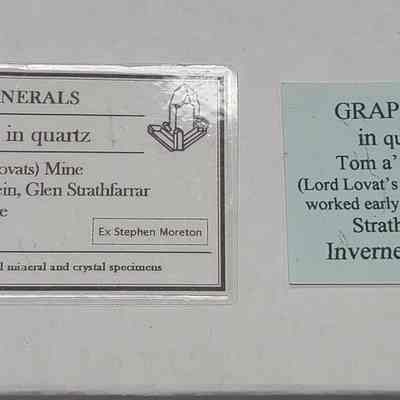 NERALS
in quartz
ovats) Mine
ein, Glen Strathfarrar
e
Ex Stephen Moreton
l mineral and crystal specimens
GRAP
in qu
Tom a'
(Lord Lovat's
worked early
Strath
Inverne